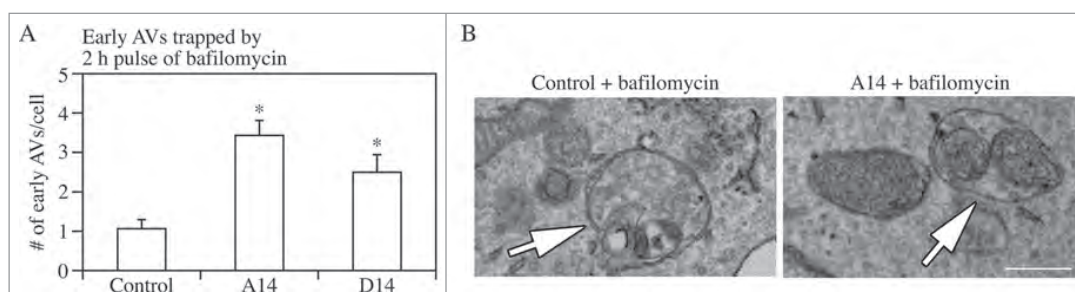 A
Early AVs trapped by
2 h pulse of bafilomycin
# of early AVs/cell
5
4
3
2
1
0
*
*
Control
A14
D14
B
Control + bafilomycin
A14 + bafilomycin